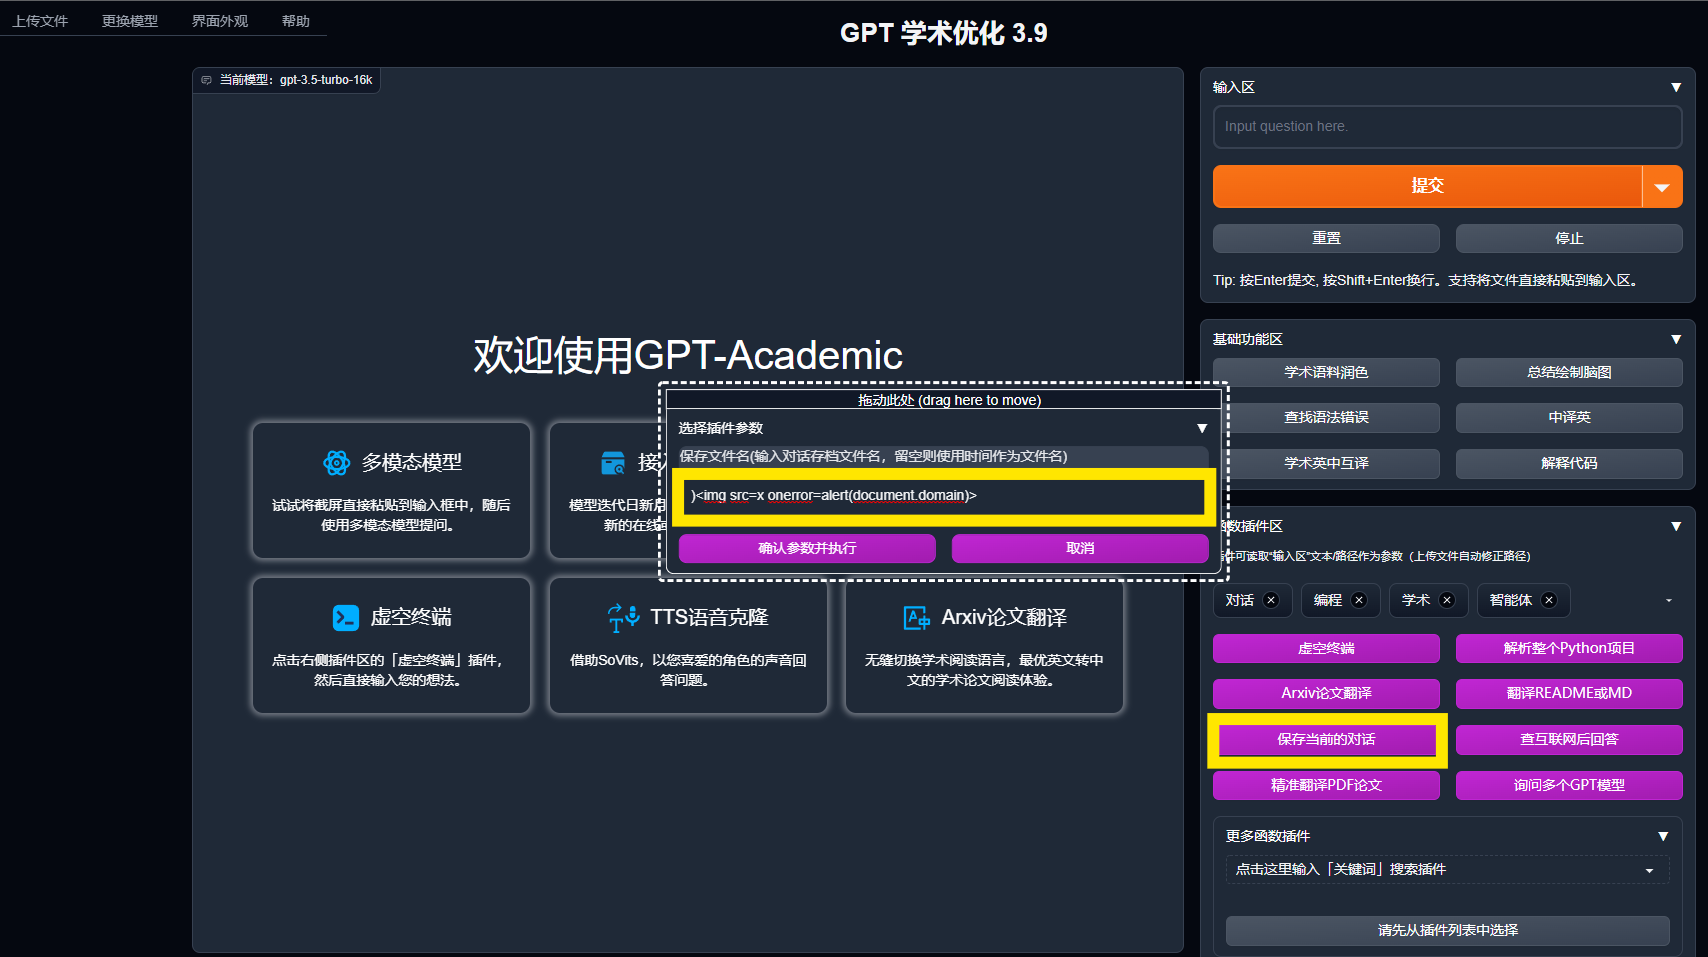 上传文件
更换模型
界面外观
帮助
GPT 学术优化 3.9
当前模型：gpt-3.5-turbo-16k
欢迎使用GPT-Academic
多模态模型
试试将截屏直接粘贴到输入框中，随后
使用多模态模型提问。
接入
模型迭代日新月
新的在线
虚空终端
点击右侧插件区的「虚空终端」插件，
然后直接输入您的想法。
TTS语音克隆
借助SoVits，以您喜爱的角色的声音回
答问题。
Arxiv论文翻译
无缝切换学术阅读语言，最优英文转中
文的学术论文阅读体验。
拖动此处 (drag here to move)
选择插件参数
▼
保存文件名(输入对话存档文件名，留空则使用时间作为文件名)
)<img src=x onerror=alert(document.domain)>
确认参数并执行
取消
输入区
▼
Input question here.
提交
重置
停止
Tip: 按Enter提交, 按Shift+Enter换行。支持将文件直接粘贴到输入区。
基础功能区
▼
学术语料润色
总结绘制脑图
查找语法错误
中译英
学术英中互译
解释代码
函数插件区
▼
件可读取“输入区”文本/路径作为参数（上传文件自动修正路径）
对话
编程
学术
智能体
虚空终端
解析整个Python项目
Arxiv论文翻译
翻译README或MD
保存当前的对话
查互联网后回答
精准翻译PDF论文
询问多个GPT模型
更多函数插件
▼
点击这里输入「关键词」搜索插件
请先从插件列表中选择